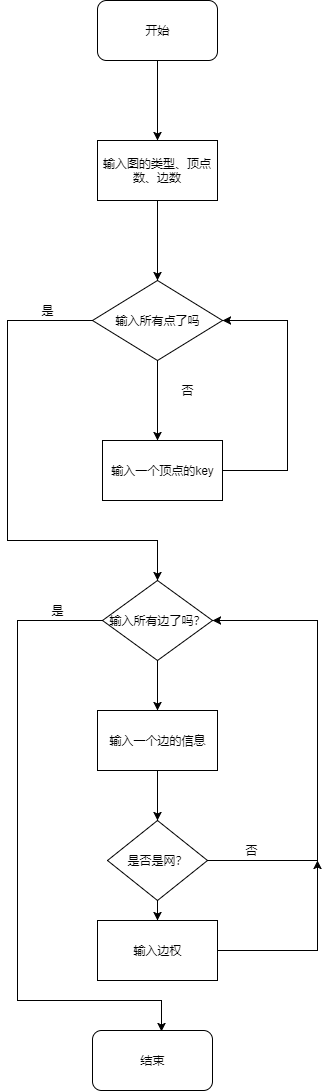 开始
输入图的类型、顶点
数、边数
是
输入所有点了吗
否
输入一个顶点的key
是
输入所有边了吗?
输入一个边的信息
是否是网?
否
输入边权
结束